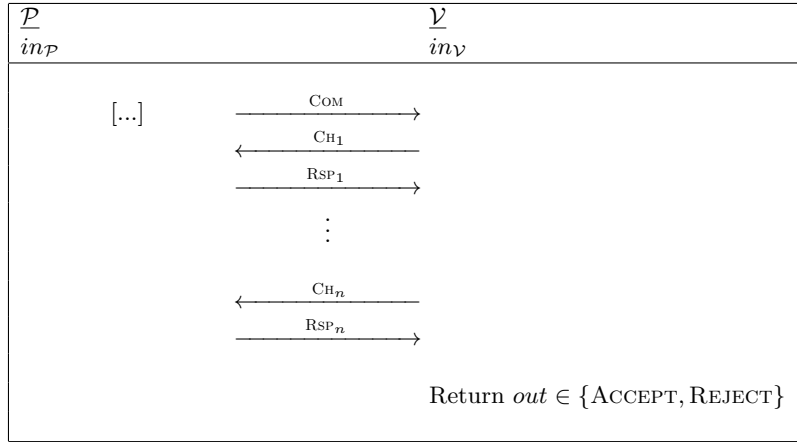 𝒫 𝒱
in𝒫 in𝒱
[...] Com
Ch₁
Rsp₁
⋮
Chₙ
Rspₙ
Return out ∈ {Accept, Reject}